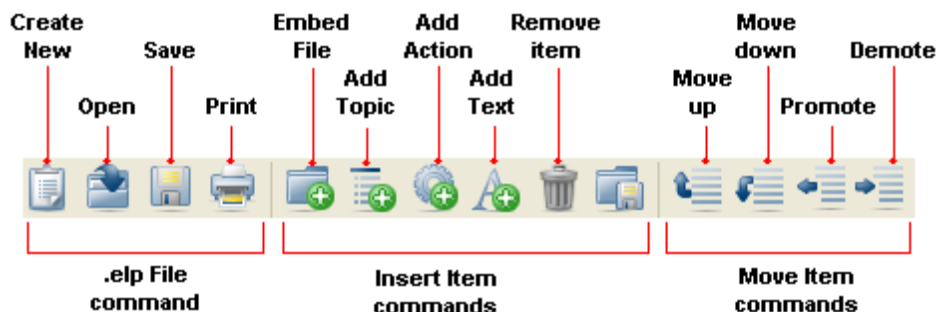 Create
New
Open
Save
Print
Embed
File
Add
Topic
Add
Action
Add
Text
Remove
item
Move
up
Move
down
Promote
Demote
.elp File
command
Insert Item
commands
Move Item
commands